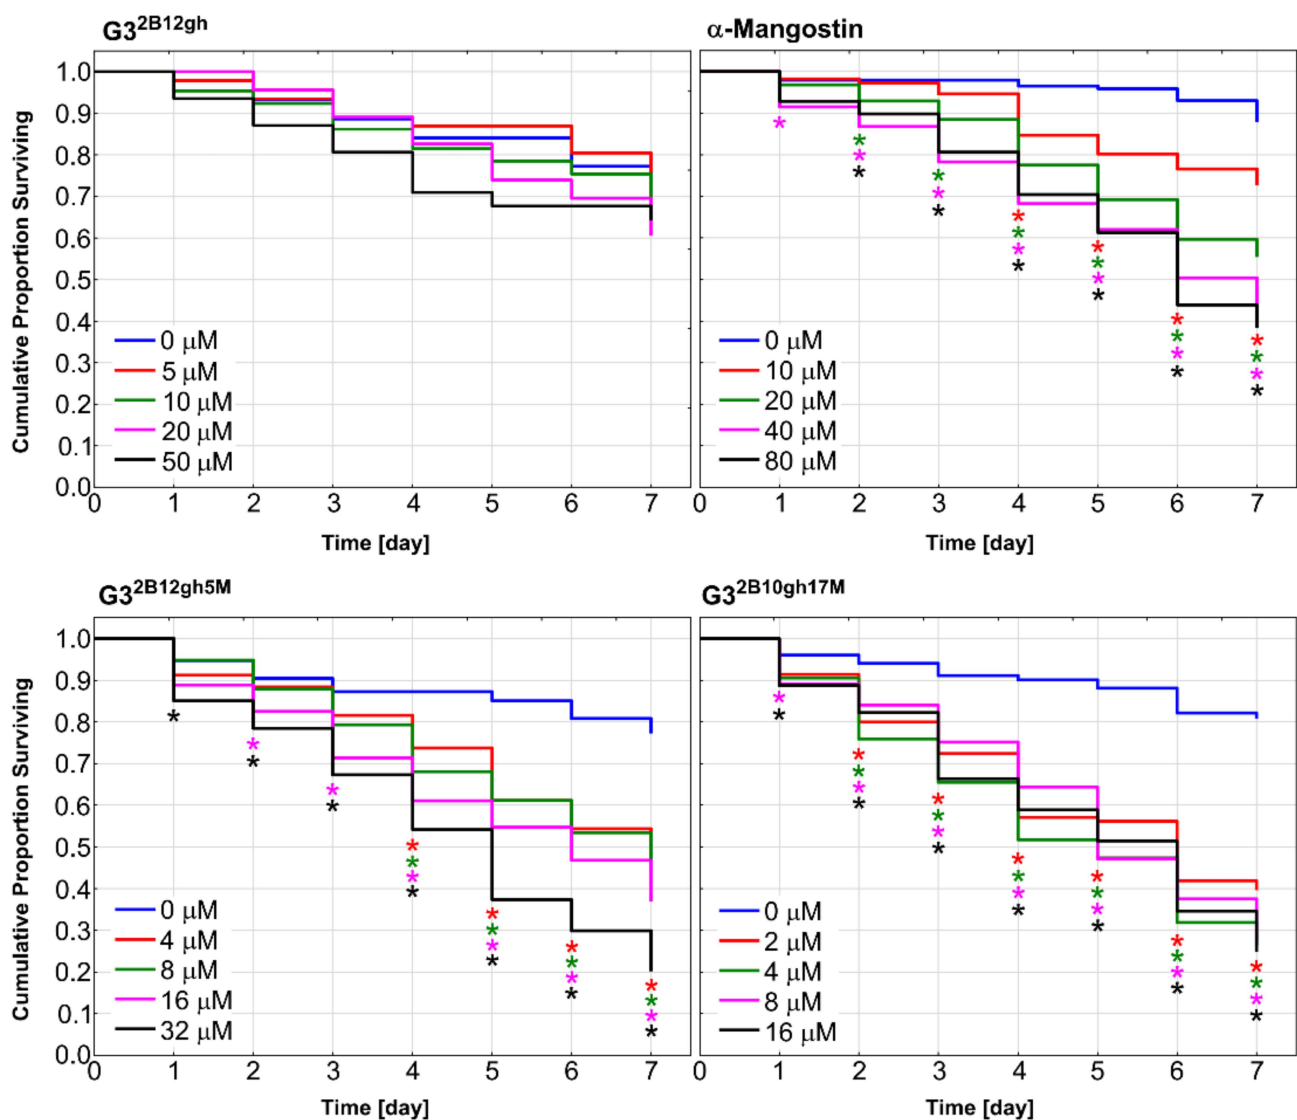 G3^2B12gh
Cumulative Proportion Surviving
1.0
0.9
0.8
0.7
0.6
0.5
0.4
0.3
0.2
0.1
0.0
0 μM
5 μM
10 μM
20 μM
50 μM
0 1 2 3 4 5 6 7
Time [day]
α-Mangostin
*
* * *
* * *
* * * *
* * * *
* * * *
* * * *
0 μM
10 μM
20 μM
40 μM
80 μM
0 1 2 3 4 5 6 7
Time [day]
G3^2B12gh5M
Cumulative Proportion Surviving
1.0
0.9
0.8
0.7
0.6
0.5
0.4
0.3
0.2
0.1
0.0
*
* *
* *
* * * *
* * * *
* * * *
* * * *
0 μM
4 μM
8 μM
16 μM
32 μM
0 1 2 3 4 5 6 7
Time [day]
G3^2B10gh17M
* *
* * * *
* * * *
* * * *
* * * *
* * * *
* * * *
0 μM
2 μM
4 μM
8 μM
16 μM
0 1 2 3 4 5 6 7
Time [day]